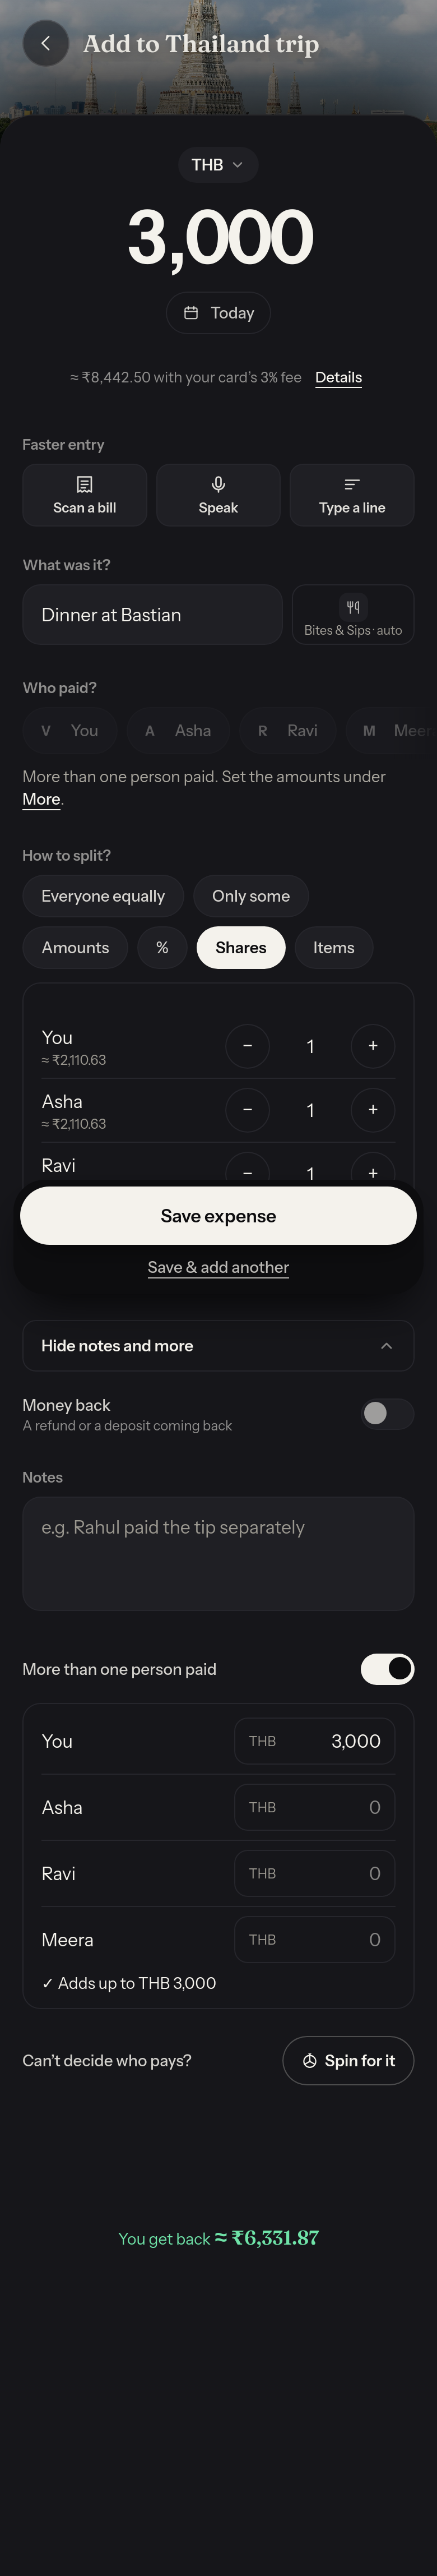 Add to Thailand trip
THB
3,000
Today
≈ ₹8,442.50 with your card's 3% fee Details
Faster entry
Scan a bill
Speak
Type a line
What was it?
Dinner at Bastian
Bites & Sips · auto
Who paid?
V You
A Asha
R Ravi
M Meer
More than one person paid. Set the amounts under
More.
How to split?
Everyone equally
Only some
Amounts
%
Shares
Items
You
≈ ₹2,110.63
− 1 +
Asha
≈ ₹2,110.63
− 1 +
Ravi
− 1 +
Save expense
Save & add another
Hide notes and more
Money back
A refund or a deposit coming back
Notes
e.g. Rahul paid the tip separately
More than one person paid
You THB 3,000
Asha THB 0
Ravi THB 0
Meera THB 0
✓ Adds up to THB 3,000
Can't decide who pays?
Spin for it
You get back ≈ ₹6,331.87